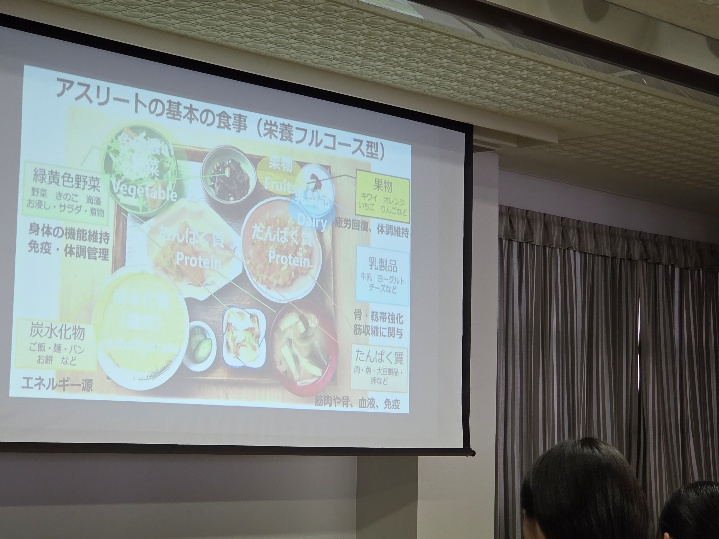 アスリートの基本の食事（栄養フルコース型）
緑黄色野菜
野菜 きのこ 海藻
お浸し・サラダ・煮物
身体の機能維持
免疫・体調管理
炭水化物
ご飯・麺・パン
お餅 など
エネルギー源
Vegetable
果物
Fruits
Dairy
たんぱく質
Protein
たんぱく質
Protein
果物
キウイ オレンジ
いちご りんごなど
疲労回復、体調維持
乳製品
牛乳 ヨーグルト
チーズなど
骨・靭帯強化
筋収縮に関与
たんぱく質
肉・魚・大豆製品・
卵など
筋肉や骨、血液、免疫